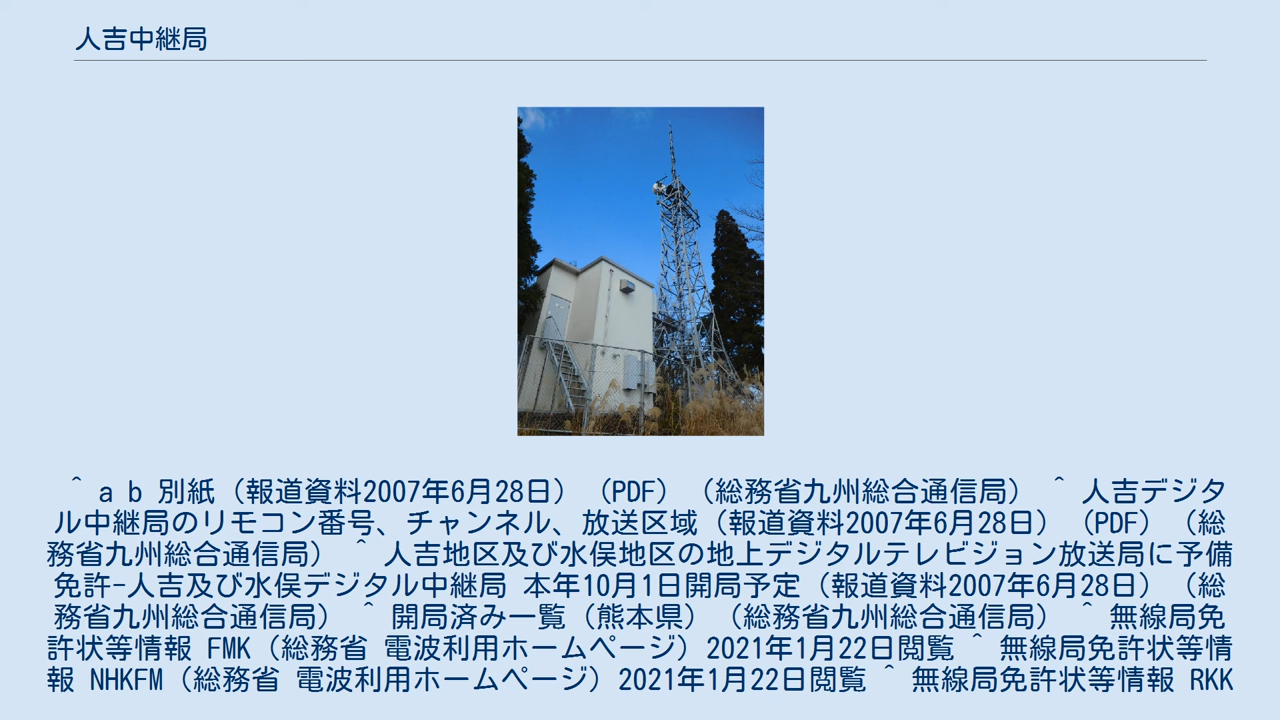 人吉中継局
^ a b 別紙（報道資料2007年6月28日）（PDF）（総務省九州総合通信局） ^ 人吉デジタ
ル中継局のリモコン番号、チャンネル、放送区域（報道資料2007年6月28日）（PDF）（総
務省九州総合通信局） ^ 人吉地区及び水俣地区の地上デジタルテレビジョン放送局に予備
免許−人吉及び水俣デジタル中継局 本年10月1日開局予定（報道資料2007年6月28日）（総
務省九州総合通信局） ^ 開局済み一覧（熊本県）（総務省九州総合通信局） ^ 無線局免
許状等情報 FMK（総務省 電波利用ホームページ）2021年1月22日閲覧 ^ 無線局免許状等情
報 NHKFM（総務省 電波利用ホームページ）2021年1月22日閲覧 ^ 無線局免許状等情報 RKK